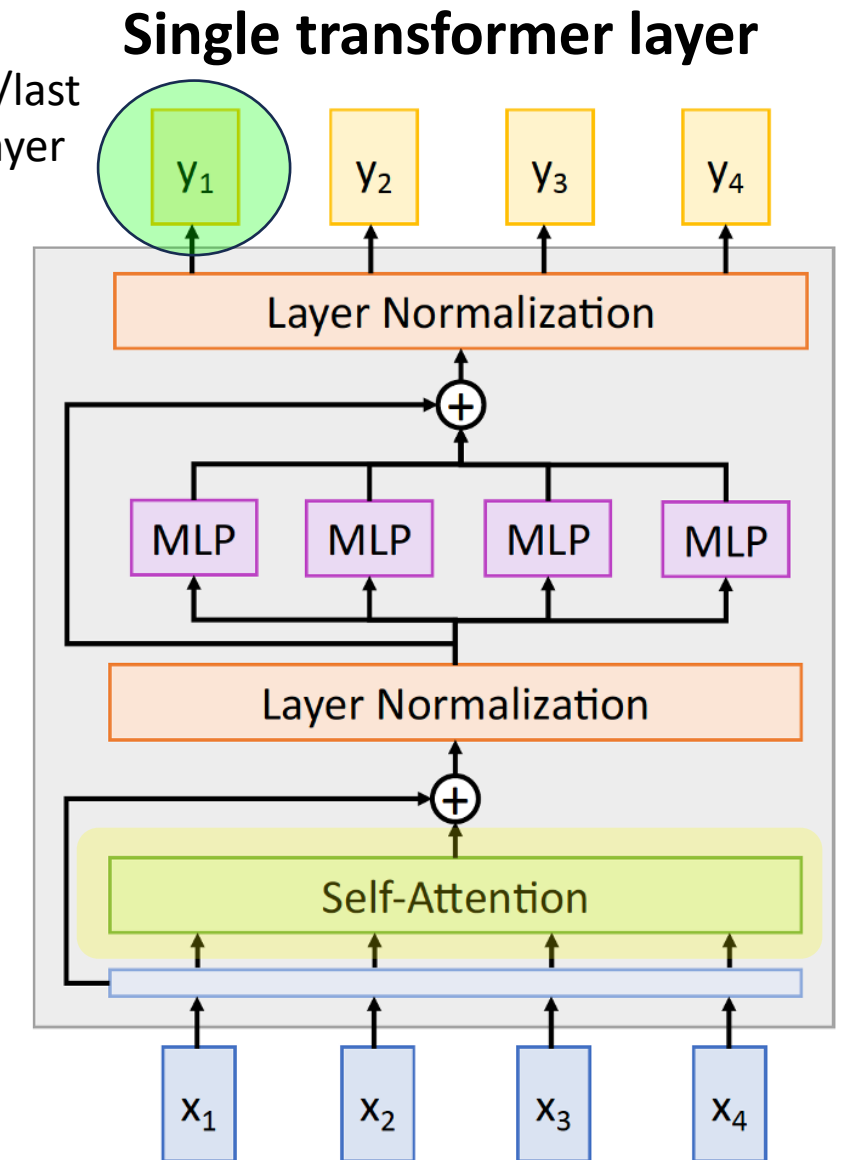 Single transformer layer
/last
ayer
y₁ y₂ y₃ y₄
Layer Normalization
+
MLP MLP MLP MLP
Layer Normalization
+
Self-Attention
x₁ x₂ x₃ x₄